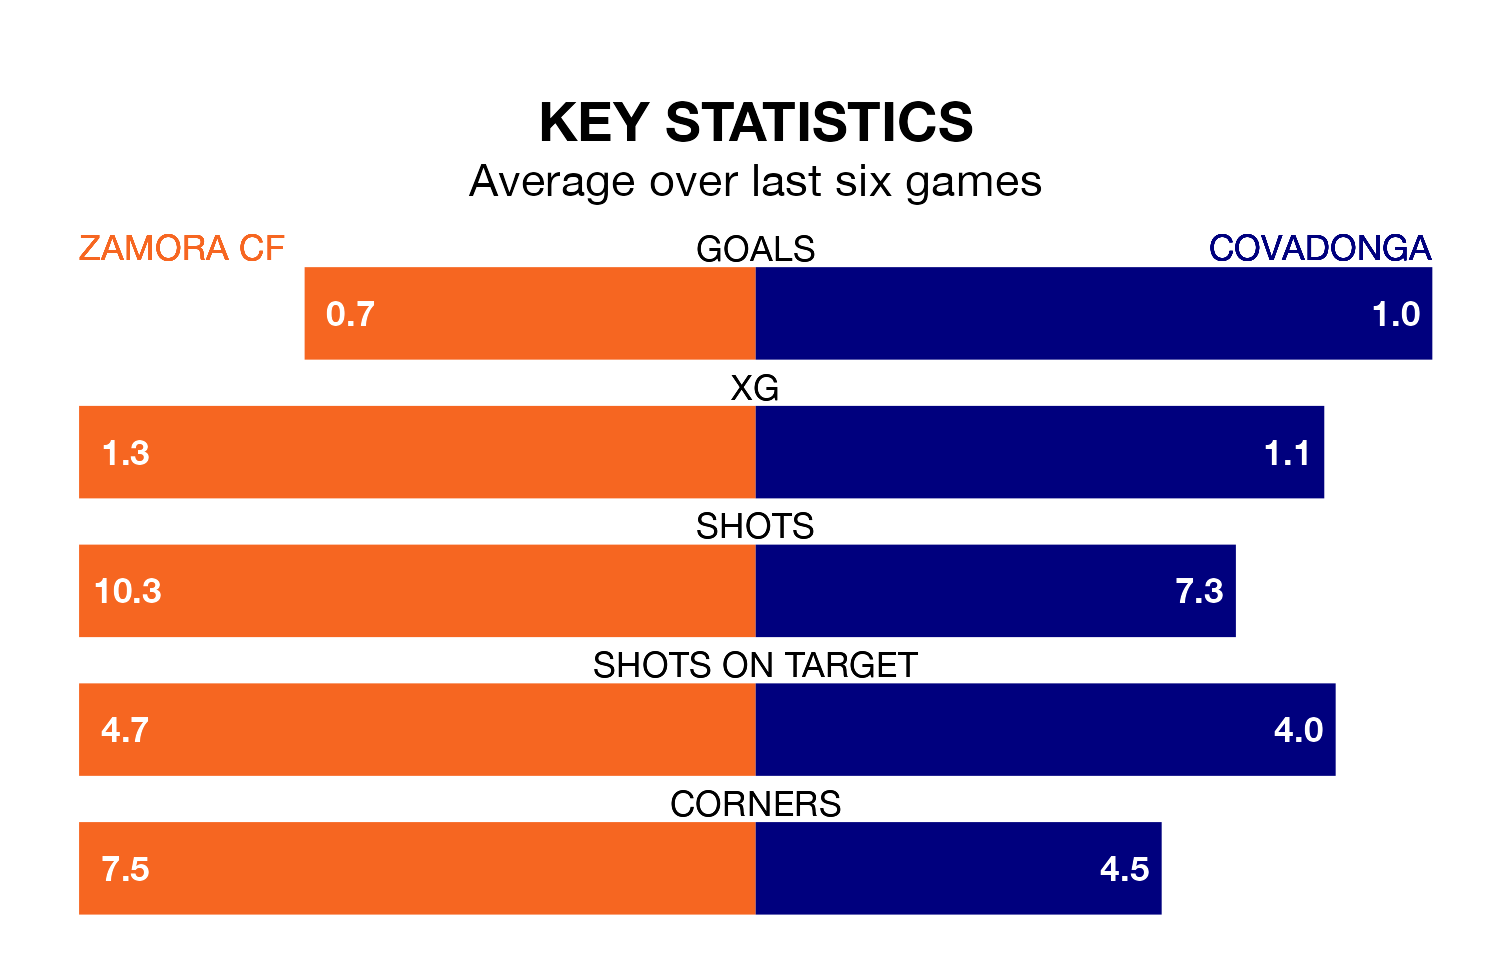 KEY STATISTICS
Average over last six games
ZAMORA CF GOALS COVADONGA
0.7 1.0
XG
1.3 1.1
SHOTS
10.3 7.3
SHOTS ON TARGET
4.7 4.0
CORNERS
7.5 4.5